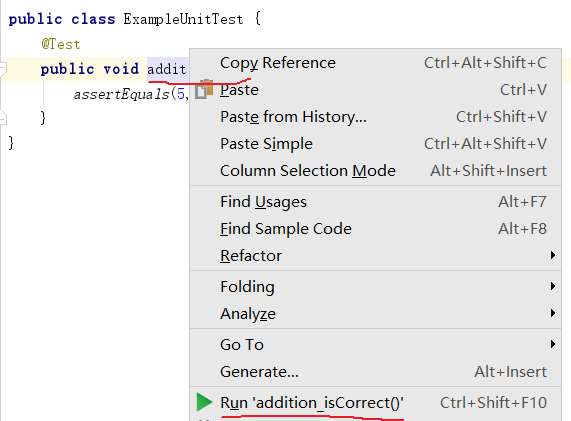 public class ExampleUnitTest {
@Test
public void addit
assertEquals(5,
}
}
Copy Reference Ctrl+Alt+Shift+C
Paste Ctrl+V
Paste from History... Ctrl+Shift+V
Paste Simple Ctrl+Alt+Shift+V
Column Selection Mode Alt+Shift+Insert
Find Usages Alt+F7
Find Sample Code Alt+F8
Refactor
Folding
Analyze
Go To
Generate... Alt+Insert
Run 'addition_isCorrect()' Ctrl+Shift+F10